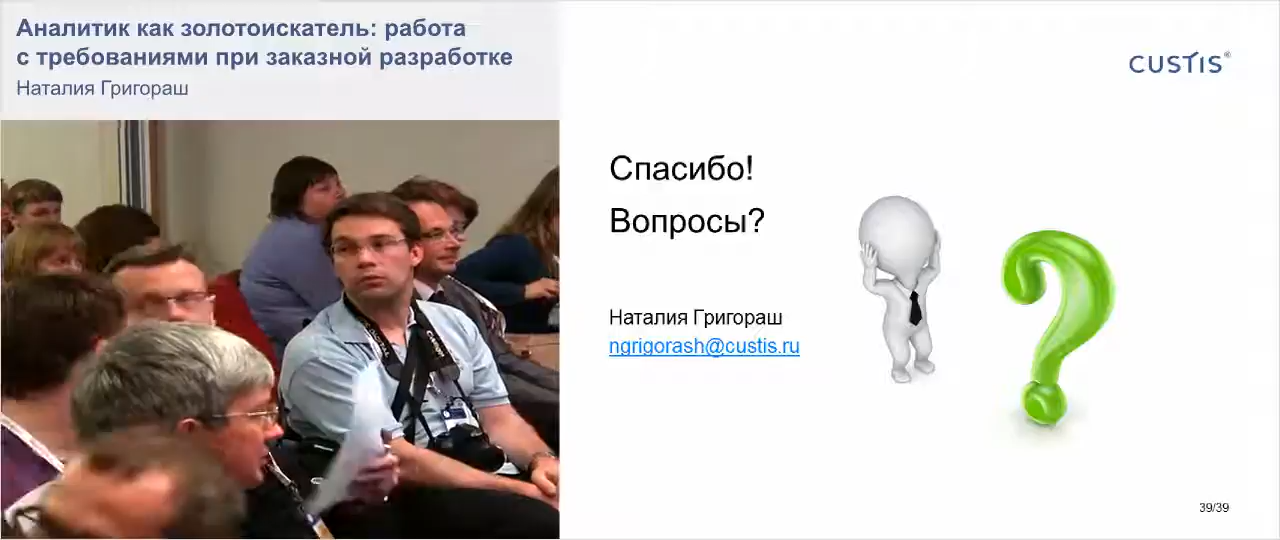 Аналитик как золотоискатель: работа
с требованиями при заказной разработке
Наталия Григораш
CUSTIS®
Спасибо!
Вопросы?
Наталия Григораш
ngrigorash@custis.ru
39/39